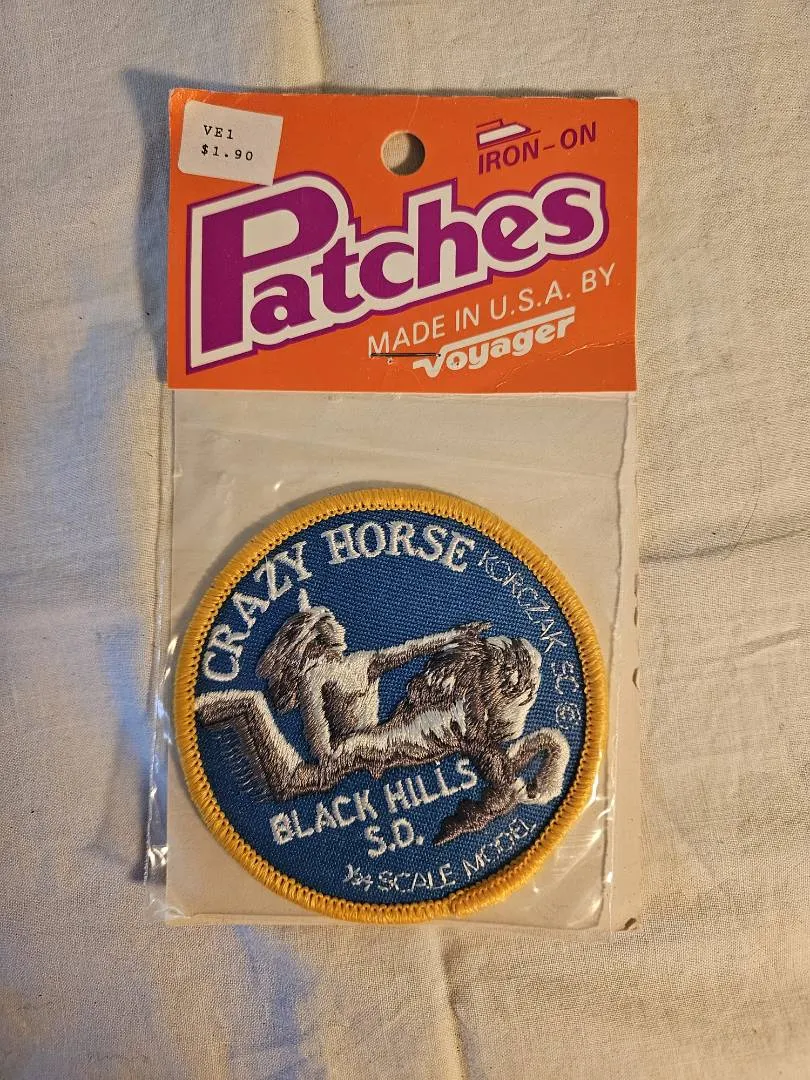 VE1
$1.90
IRON-ON
Patches
MADE IN U.S.A. BY
Voyager
CRAZY HORSE
KORCZAK SC ©
BLACK HILLS
S.D.
1/34 SCALE MODEL